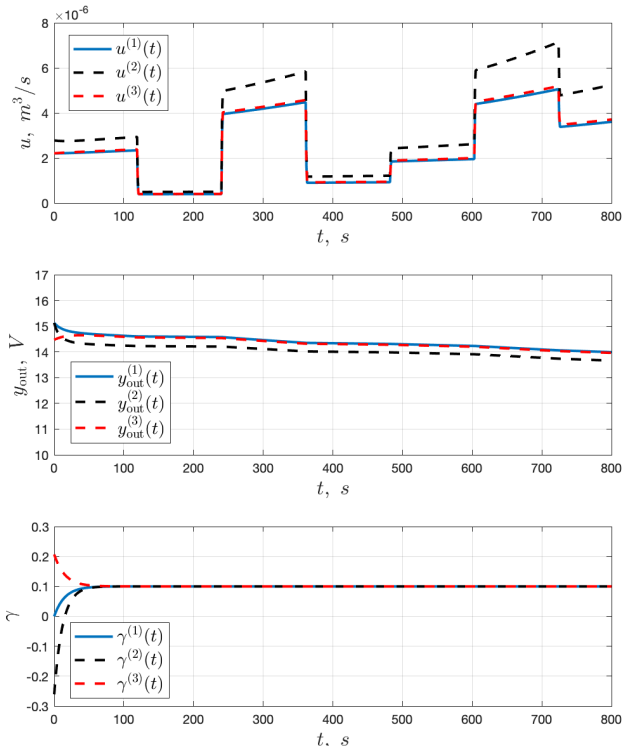 ×10⁻⁶
8
6
4
2
0
u, m³/s
u⁽¹⁾(t)
u⁽²⁾(t)
u⁽³⁾(t)
0 100 200 300 400 500 600 700 800
t, s
17
16
15
14
13
12
11
10
y_out, V
y_out⁽¹⁾(t)
y_out⁽²⁾(t)
y_out⁽³⁾(t)
0 100 200 300 400 500 600 700 800
t, s
0.3
0.2
0.1
0
-0.1
-0.2
-0.3
γ
γ⁽¹⁾(t)
γ⁽²⁾(t)
γ⁽³⁾(t)
0 100 200 300 400 500 600 700 800
t, s